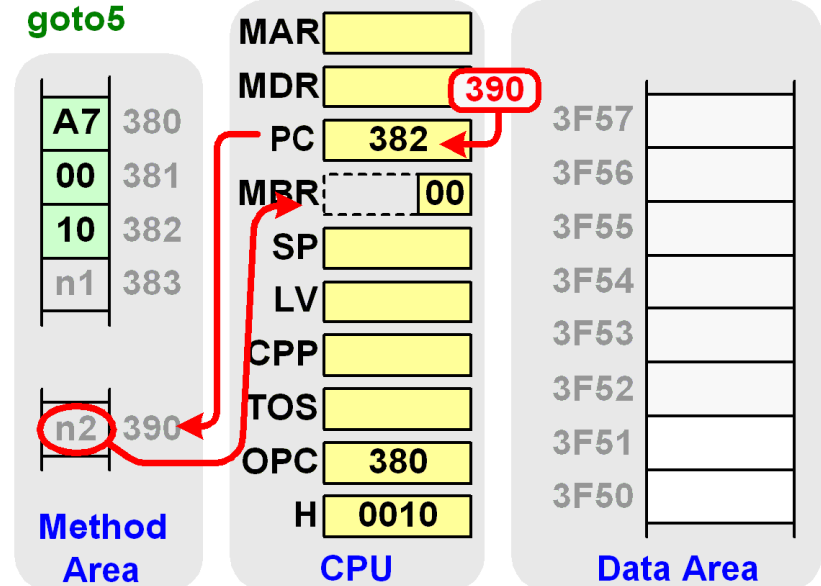 goto5
A7 380
00 381
10 382
n1 383
n2 390
Method
Area
MAR
MDR
390
PC 382
MBR 00
SP
LV
CPP
TOS
OPC 380
H 0010
CPU
3F57
3F56
3F55
3F54
3F53
3F52
3F51
3F50
Data Area